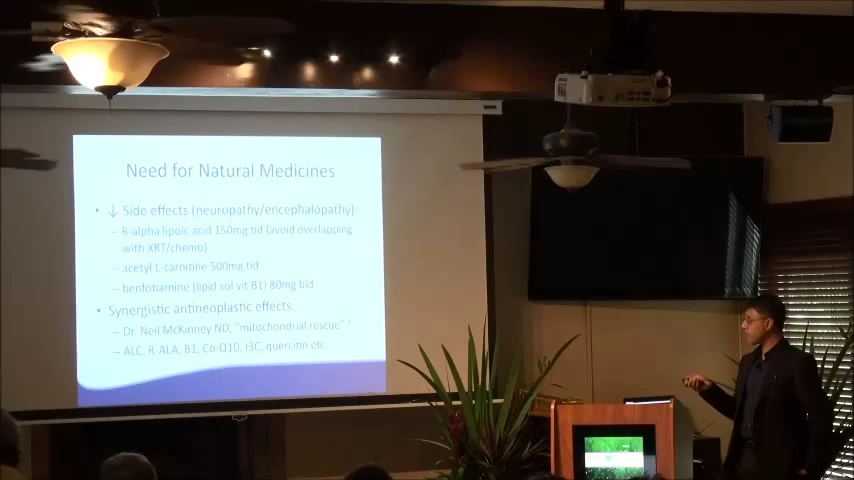 Need for Natural Medicines
• ↓ Side effects (neuropathy/encephalopathy):
– R-alpha lipoic acid 150mg tid (avoid overlapping
with XRT/chemo)
– acetyl L-carnitine 500mg tid
– benfotiamine (lipid sol vit B1) 80mg bid
• Synergistic antineoplastic effects:
– Dr. Neil McKinney ND, "mitochondrial rescue"
– ALC, R-ALA, B1, Co-Q10, I3C, quercitin etc.